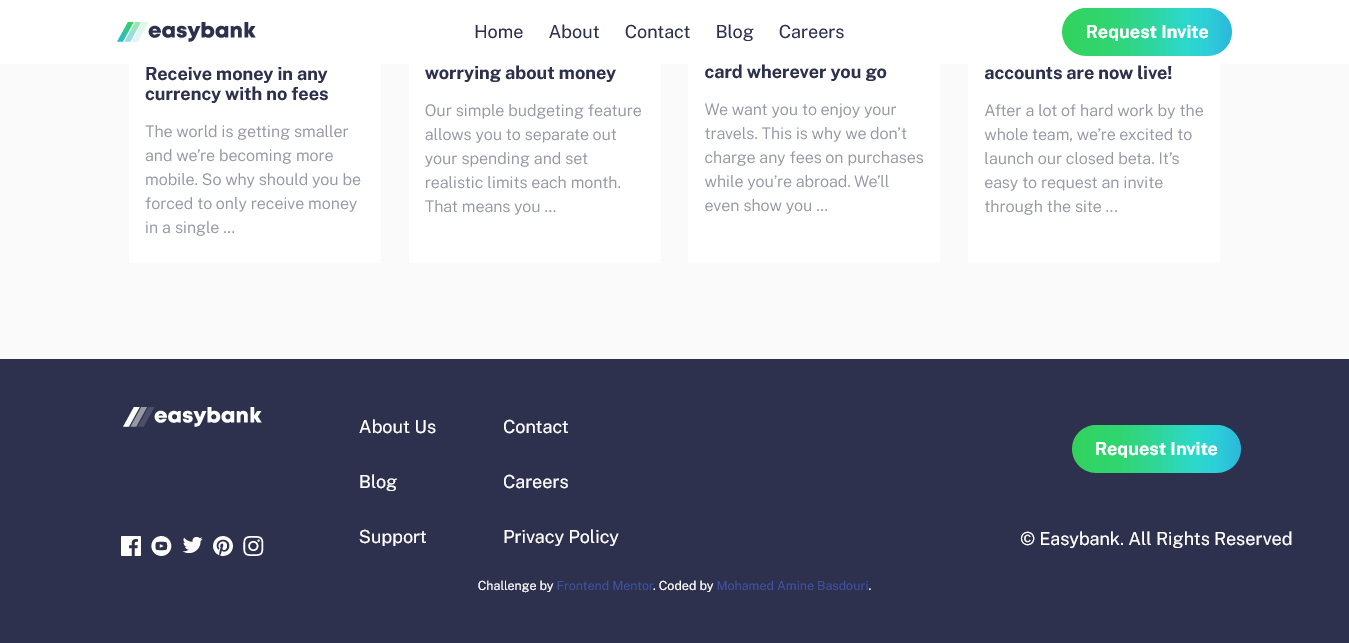 easybank
Home About Contact Blog Careers
Request Invite
Receive money in any
currency with no fees
The world is getting smaller
and we’re becoming more
mobile. So why should you be
forced to only receive money
in a single ...
worrying about money
Our simple budgeting feature
allows you to separate out
your spending and set
realistic limits each month.
That means you ...
card wherever you go
We want you to enjoy your
travels. This is why we don’t
charge any fees on purchases
while you’re abroad. We’ll
even show you ...
accounts are now live!
After a lot of hard work by the
whole team, we’re excited to
launch our closed beta. It’s
easy to request an invite
through the site ...
easybank
About Us
Blog
Support
Contact
Careers
Privacy Policy
Request Invite
© Easybank. All Rights Reserved
Challenge by Frontend Mentor. Coded by Mohamed Amine Basdouri.